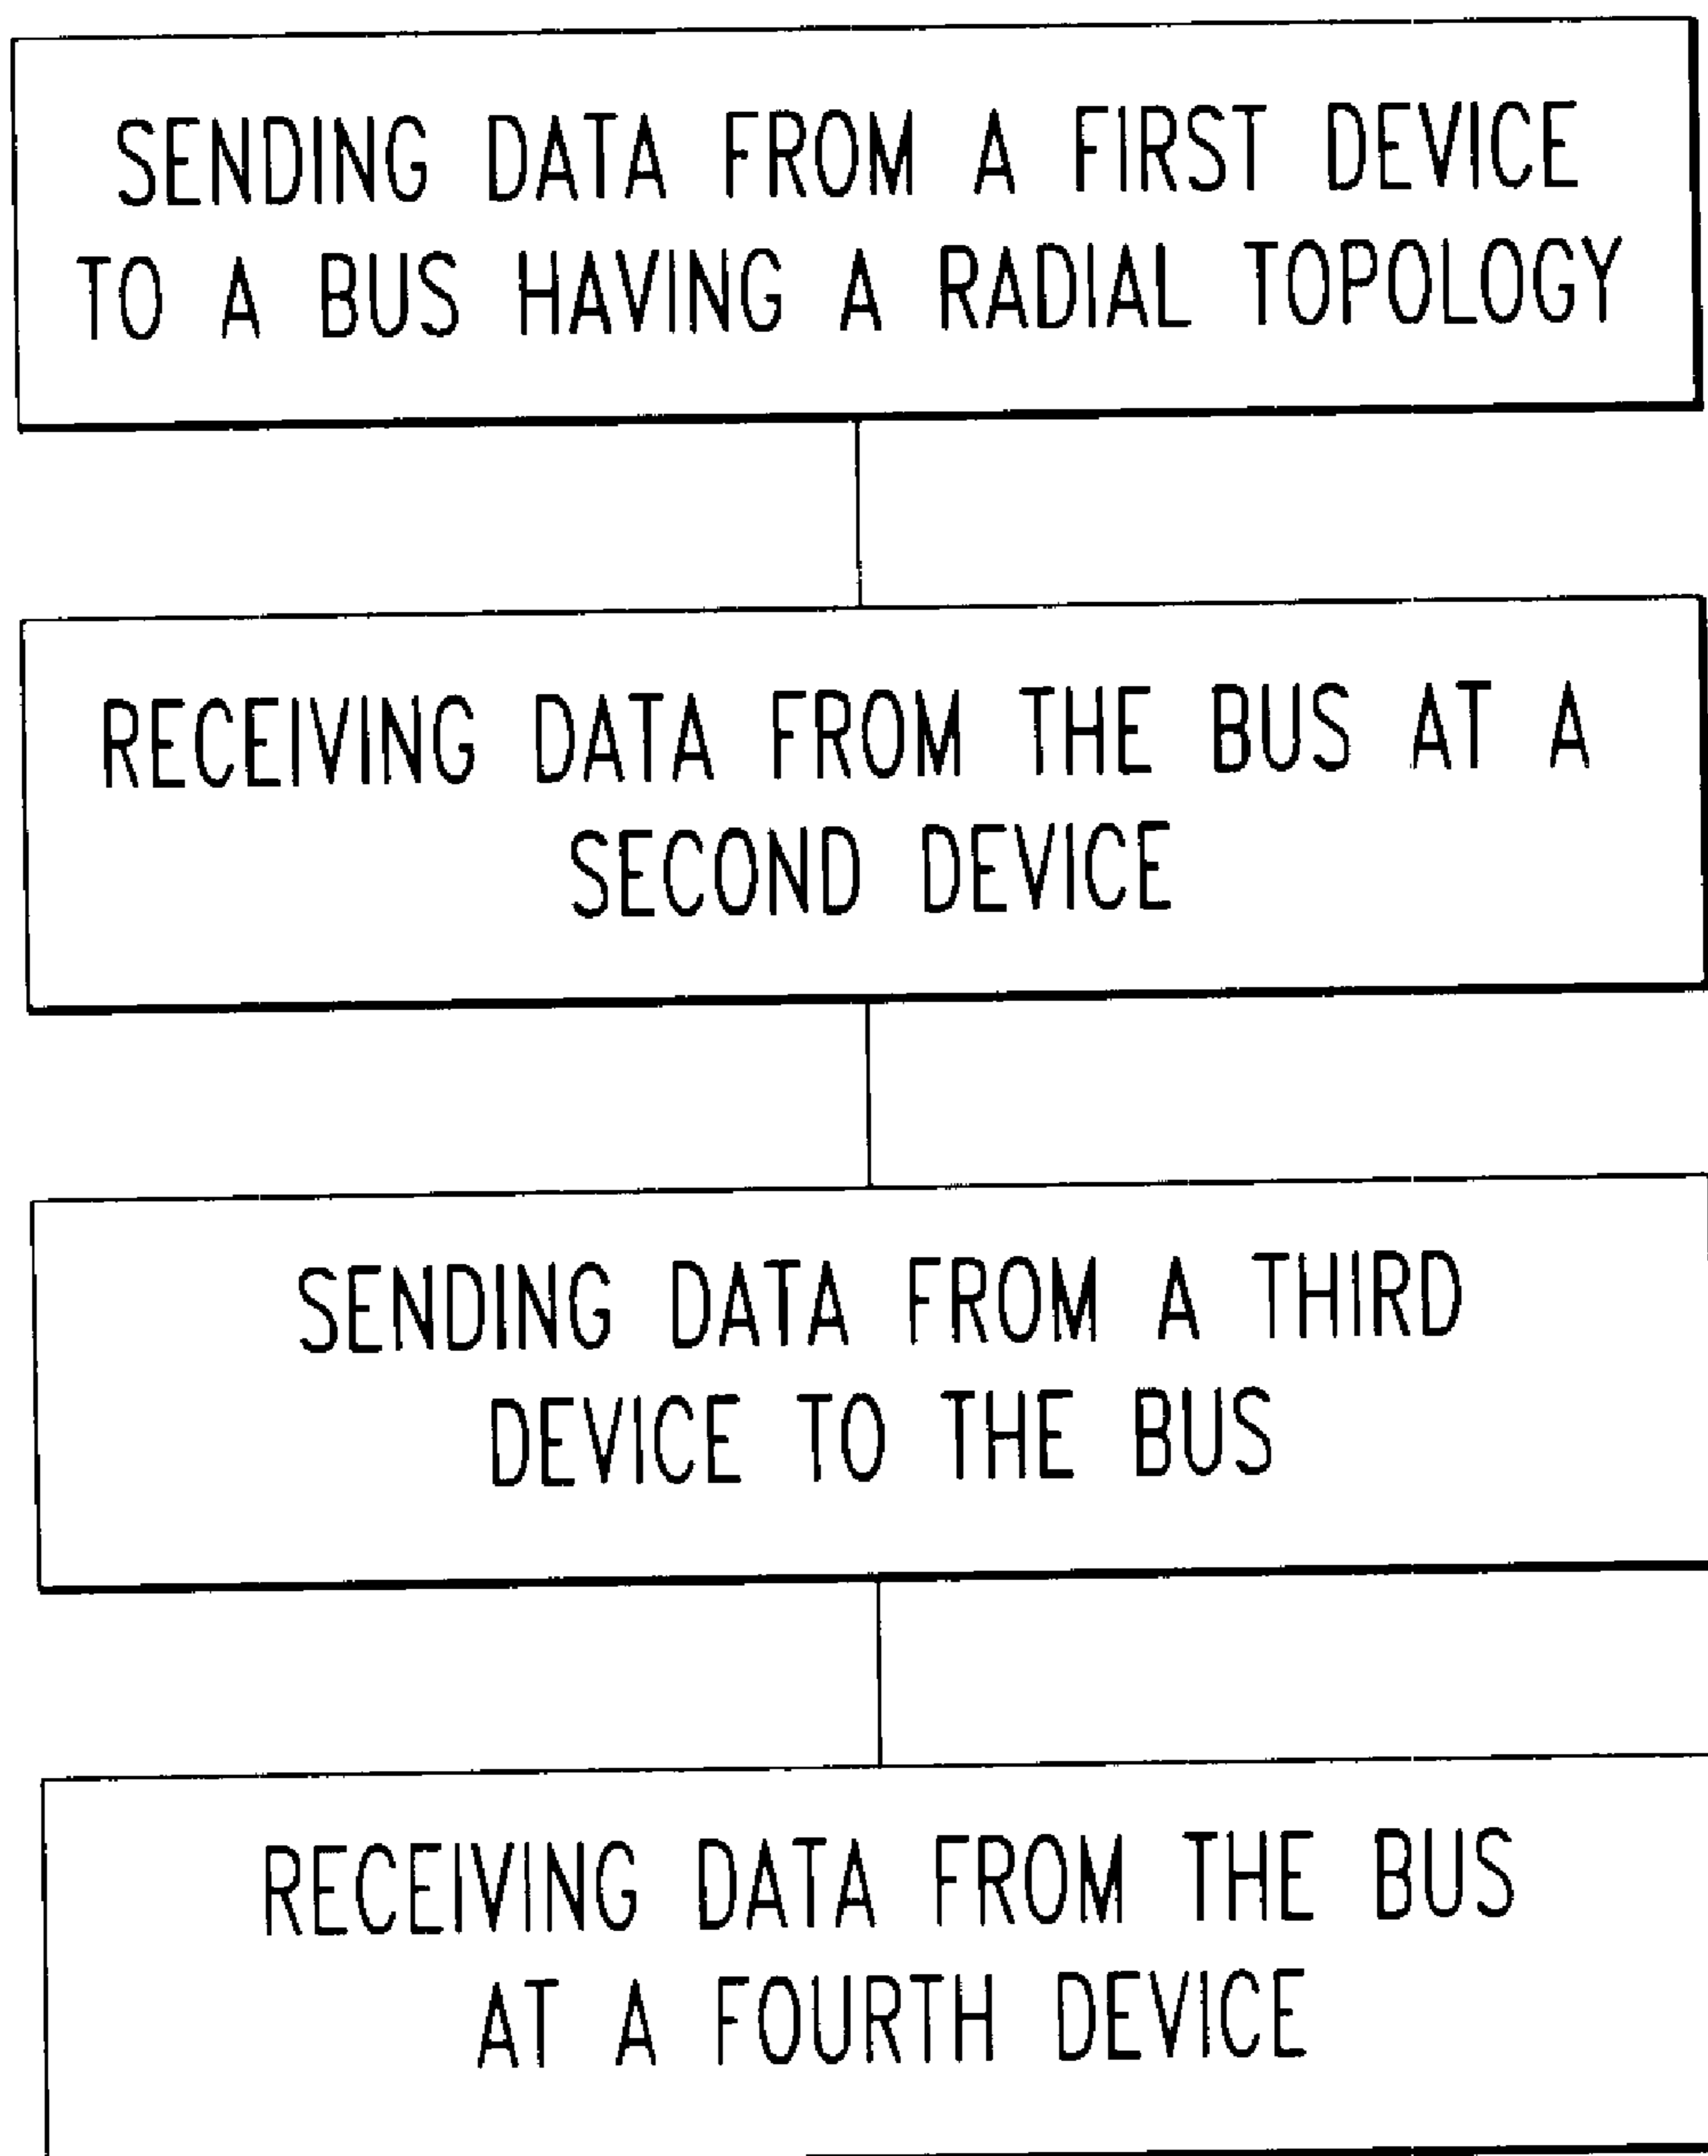 SENDING DATA FROM A FIRST DEVICE
TO A BUS HAVING A RADIAL TOPOLOGY
RECEIVING DATA FROM THE BUS AT A
SECOND DEVICE
SENDING DATA FROM A THIRD
DEVICE TO THE BUS
RECEIVING DATA FROM THE BUS
AT A FOURTH DEVICE